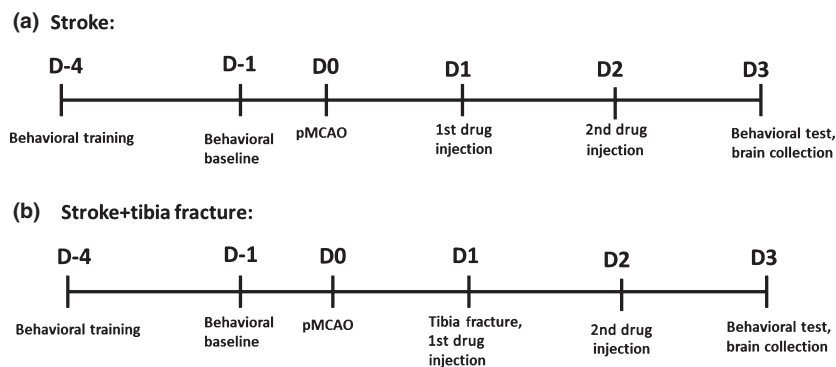 (a) Stroke:
D-4 D-1 D0 D1 D2 D3
Behavioral training
Behavioral
baseline
pMCAO
1st drug
injection
2nd drug
injection
Behavioral test,
brain collection
(b) Stroke+tibia fracture:
D-4 D-1 D0 D1 D2 D3
Behavioral training
Behavioral
baseline
pMCAO
Tibia fracture,
1st drug
injection
2nd drug
injection
Behavioral test,
brain collection